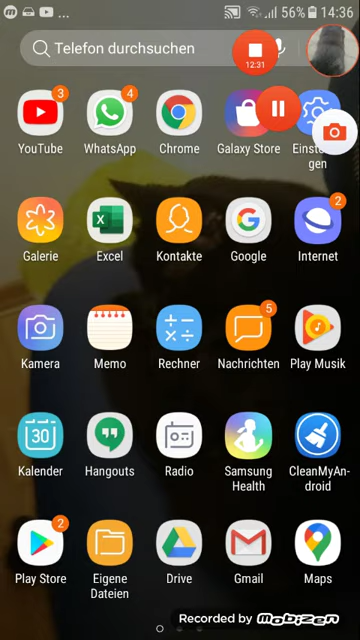 56% 14:36
Telefon durchsuchen
12:31
3
4
YouTube
WhatsApp
Chrome
Galaxy Store
Einst
gen
2
Galerie
Excel
Kontakte
Google
Internet
5
Kamera
Memo
Rechner
Nachrichten
Play Musik
30
Kalender
Hangouts
Radio
Samsung
Health
CleanMyAn-
droid
2
Play Store
Eigene
Dateien
Drive
Gmail
Maps
Recorded by Mobizen